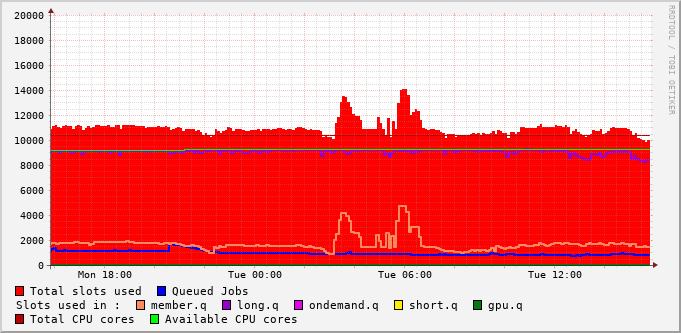 20000
18000
16000
14000
12000
10000
8000
6000
4000
2000
0
Mon 18:00 Tue 00:00 Tue 06:00 Tue 12:00
RRDTOOL / TOBI OETIKER
Total slots used Queued Jobs
Slots used in : member.q long.q ondemand.q short.q gpu.q
Total CPU cores Available CPU cores